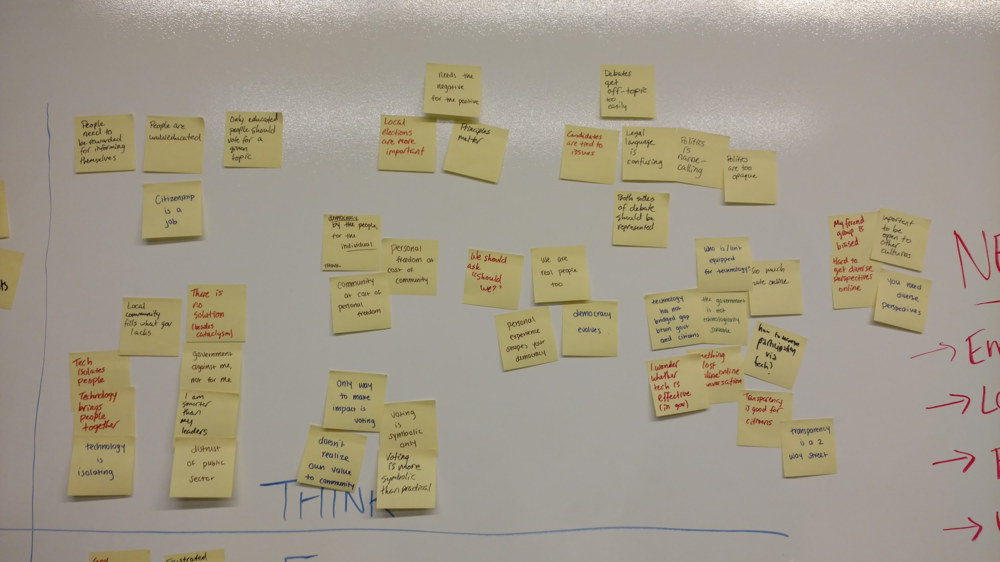 needs the
negative
for the positive
Debates
get
off-topic
too
easily
People
need to
be rewarded
for informing
themselves
People are
undereducated
Only educated
people should
vote for a
given
topic
Citizenship
is a
job
Local
elections
are more
important
Principles
matter
Candidates
are tied to
issues
Legal
language
is
confusing
Politics
is
name-
calling
Politics
are too
opaque
Both sides
of debate
should be
represented
democracy
by the people,
for the
individual
THINK
personal
freedom at
cost of
community
community
at cost of
personal
freedom
We should
ask
"should
we?"
We are
real people
too
personal
experience
shapes your
democracy
democracy
evolves
Who is/isn't
equipped
for technology?
Too much
hate online
technology
has not
bridged gap
btwn govt
and citizens
the government
is not
technologically
solvable
how to increase
participation
via
tech?
I wonder
whether
tech is
effective
(in gov)
mething
lost
online
nversation
Transparency
is good for
citizens
transparency
is a 2
way street
My friend
group is
biased
Important
to be
open to
other
cultures
Hard to
get diverse
perspectives
online
you need
diverse
perspectives
Local
community
fills what gov
lacks
There is
no
solution
(besides
cataclysm)
Tech
isolates
people
Technology
brings
people
together
technology
is
isolating
government
against me,
not for me
I am
smarter
than
my
leaders
distrust
of public
sector
only way
to make
impact is
voting
voting
is
symbolic
only
doesn't
realize
own value
to community
Voting
is more
symbolic
than practical
THINK
NE
→ En
→ Lo
→
→
Gov
Frustrated